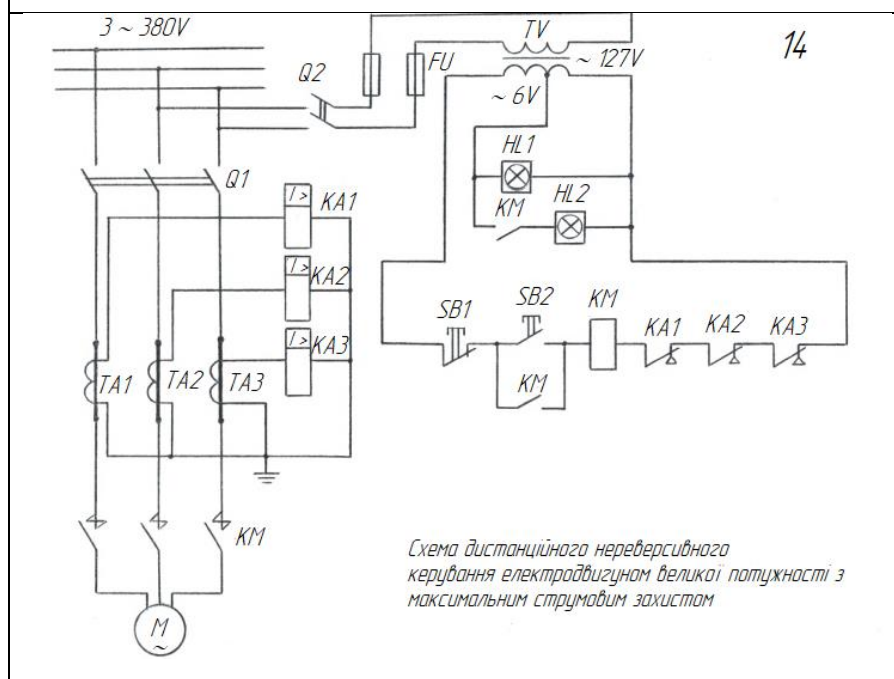 3 ~ 380V
TV
14
Q2
FU
~ 127V
~ 6V
HL1
Q1
I >
KA1
KM
HL2
I >
KA2
SB1
SB2
KM
KA1
KA2
KA3
I >
KA3
TA1
TA2
TA3
KM
KM
M
~
Схема дистанційного нереверсивного
керування електродвигуном великої потужності з
максимальним струмовим захистом